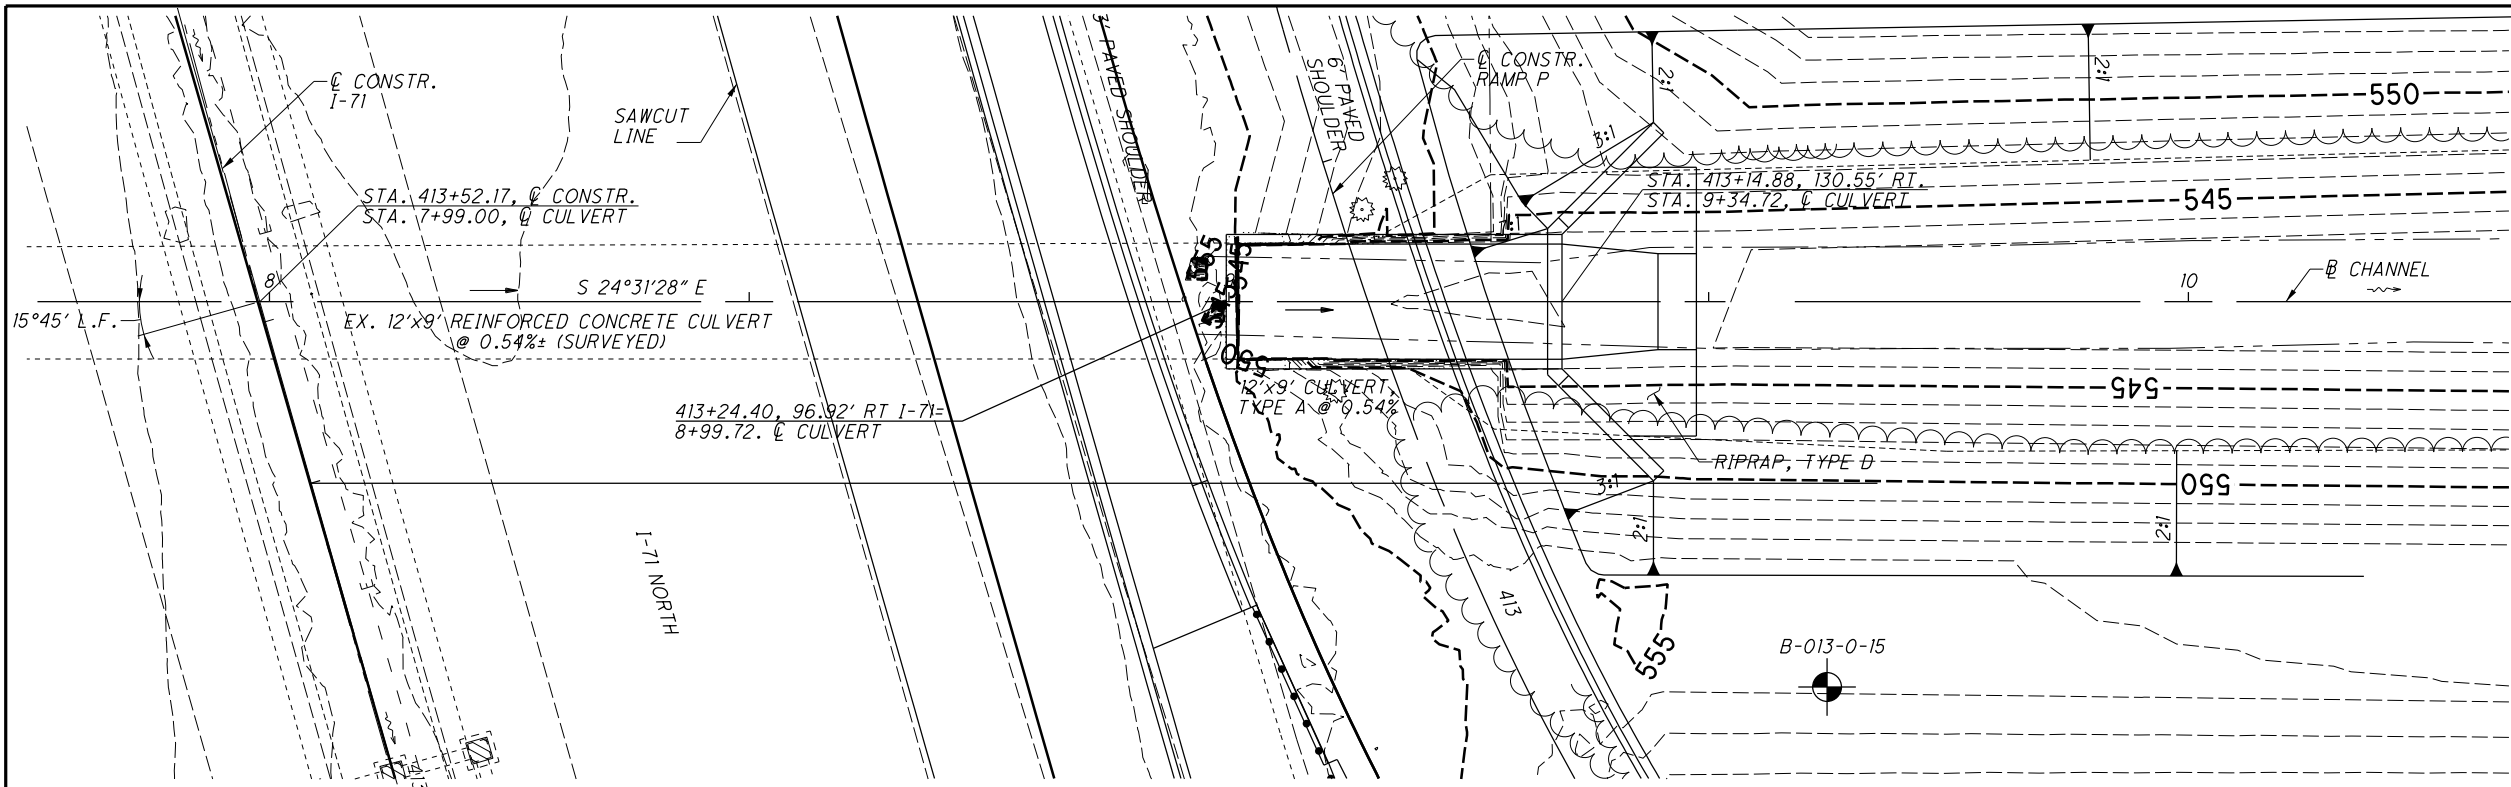 ℄ CONSTR.
I-71
SAWCUT
LINE
3' PAVED SHOULDER
6' PAVED
SHOULDER
℄ CONSTR.
RAMP P
2:1
2:1
550
3:1
STA. 413+52.17, ℄ CONSTR.
STA. 7+99.00, ℄ CULVERT
STA. 413+14.88, 130.55' RT.
STA. 9+34.72, ℄ CULVERT
545
545
8
S 24°31'28" E
10
B CHANNEL
15°45' L.F.
EX. 12'x9' REINFORCED CONCRETE CULVERT
@ 0.54%± (SURVEYED)
550
12'x9' CULVERT,
TYPE A @ 0.54%
545
413+24.40, 96.92' RT I-71=
8+99.72. ℄ CULVERT
RIPRAP, TYPE D
3:1
550
2:1
2:1
I-71 NORTH
413
555
B-013-0-15